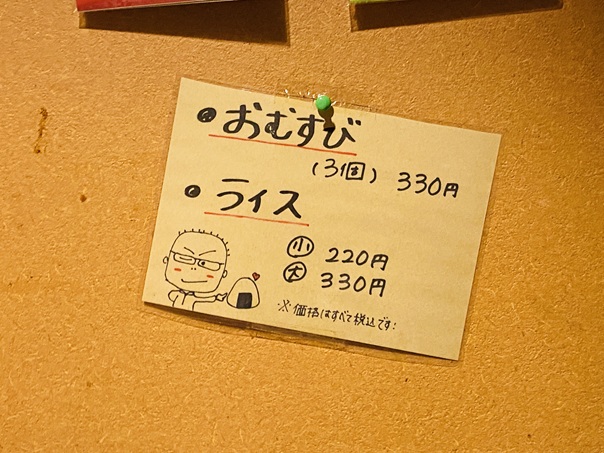 ● おむすび
(3個) 330円
● ライス
㊙小 220円
大 330円
※価格はすべて税込です!